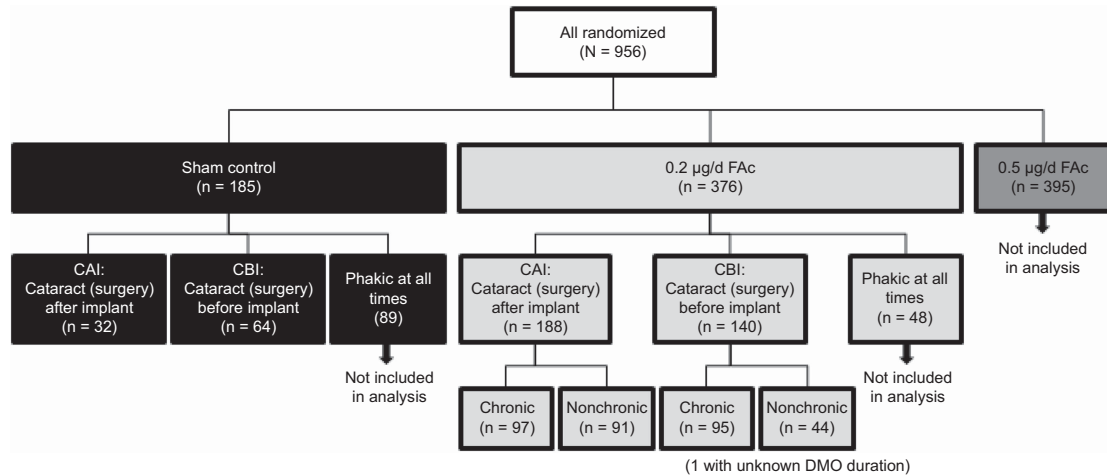 All randomized
(N = 956)
Sham control
(n = 185)
0.2 µg/d FAc
(n = 376)
0.5 µg/d FAc
(n = 395)
Not included
in analysis
CAI:
Cataract (surgery)
after implant
(n = 32)
CBI:
Cataract (surgery)
before implant
(n = 64)
Phakic at all
times
(89)
CAI:
Cataract (surgery)
after implant
(n = 188)
CBI:
Cataract (surgery)
before implant
(n = 140)
Phakic at all
times
(n = 48)
Not included
in analysis
Not included
in analysis
Chronic
(n = 97)
Nonchronic
(n = 91)
Chronic
(n = 95)
Nonchronic
(n = 44)
(1 with unknown DMO duration)